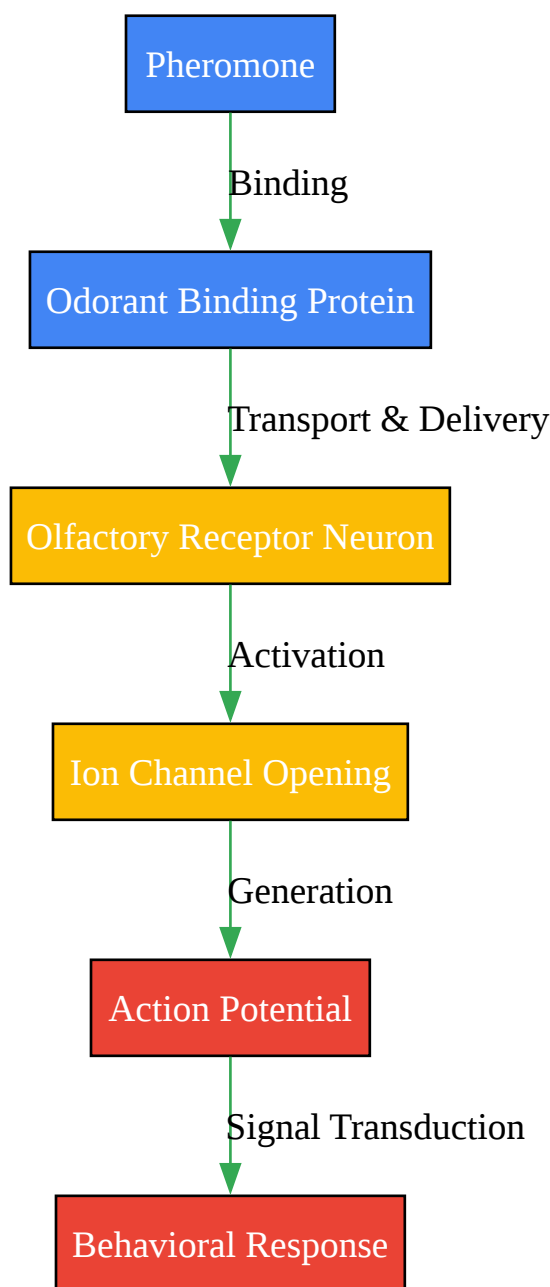 Pheromone
Binding
Odorant Binding Protein
Transport & Delivery
Olfactory Receptor Neuron
Activation
Ion Channel Opening
Generation
Action Potential
Signal Transduction
Behavioral Response